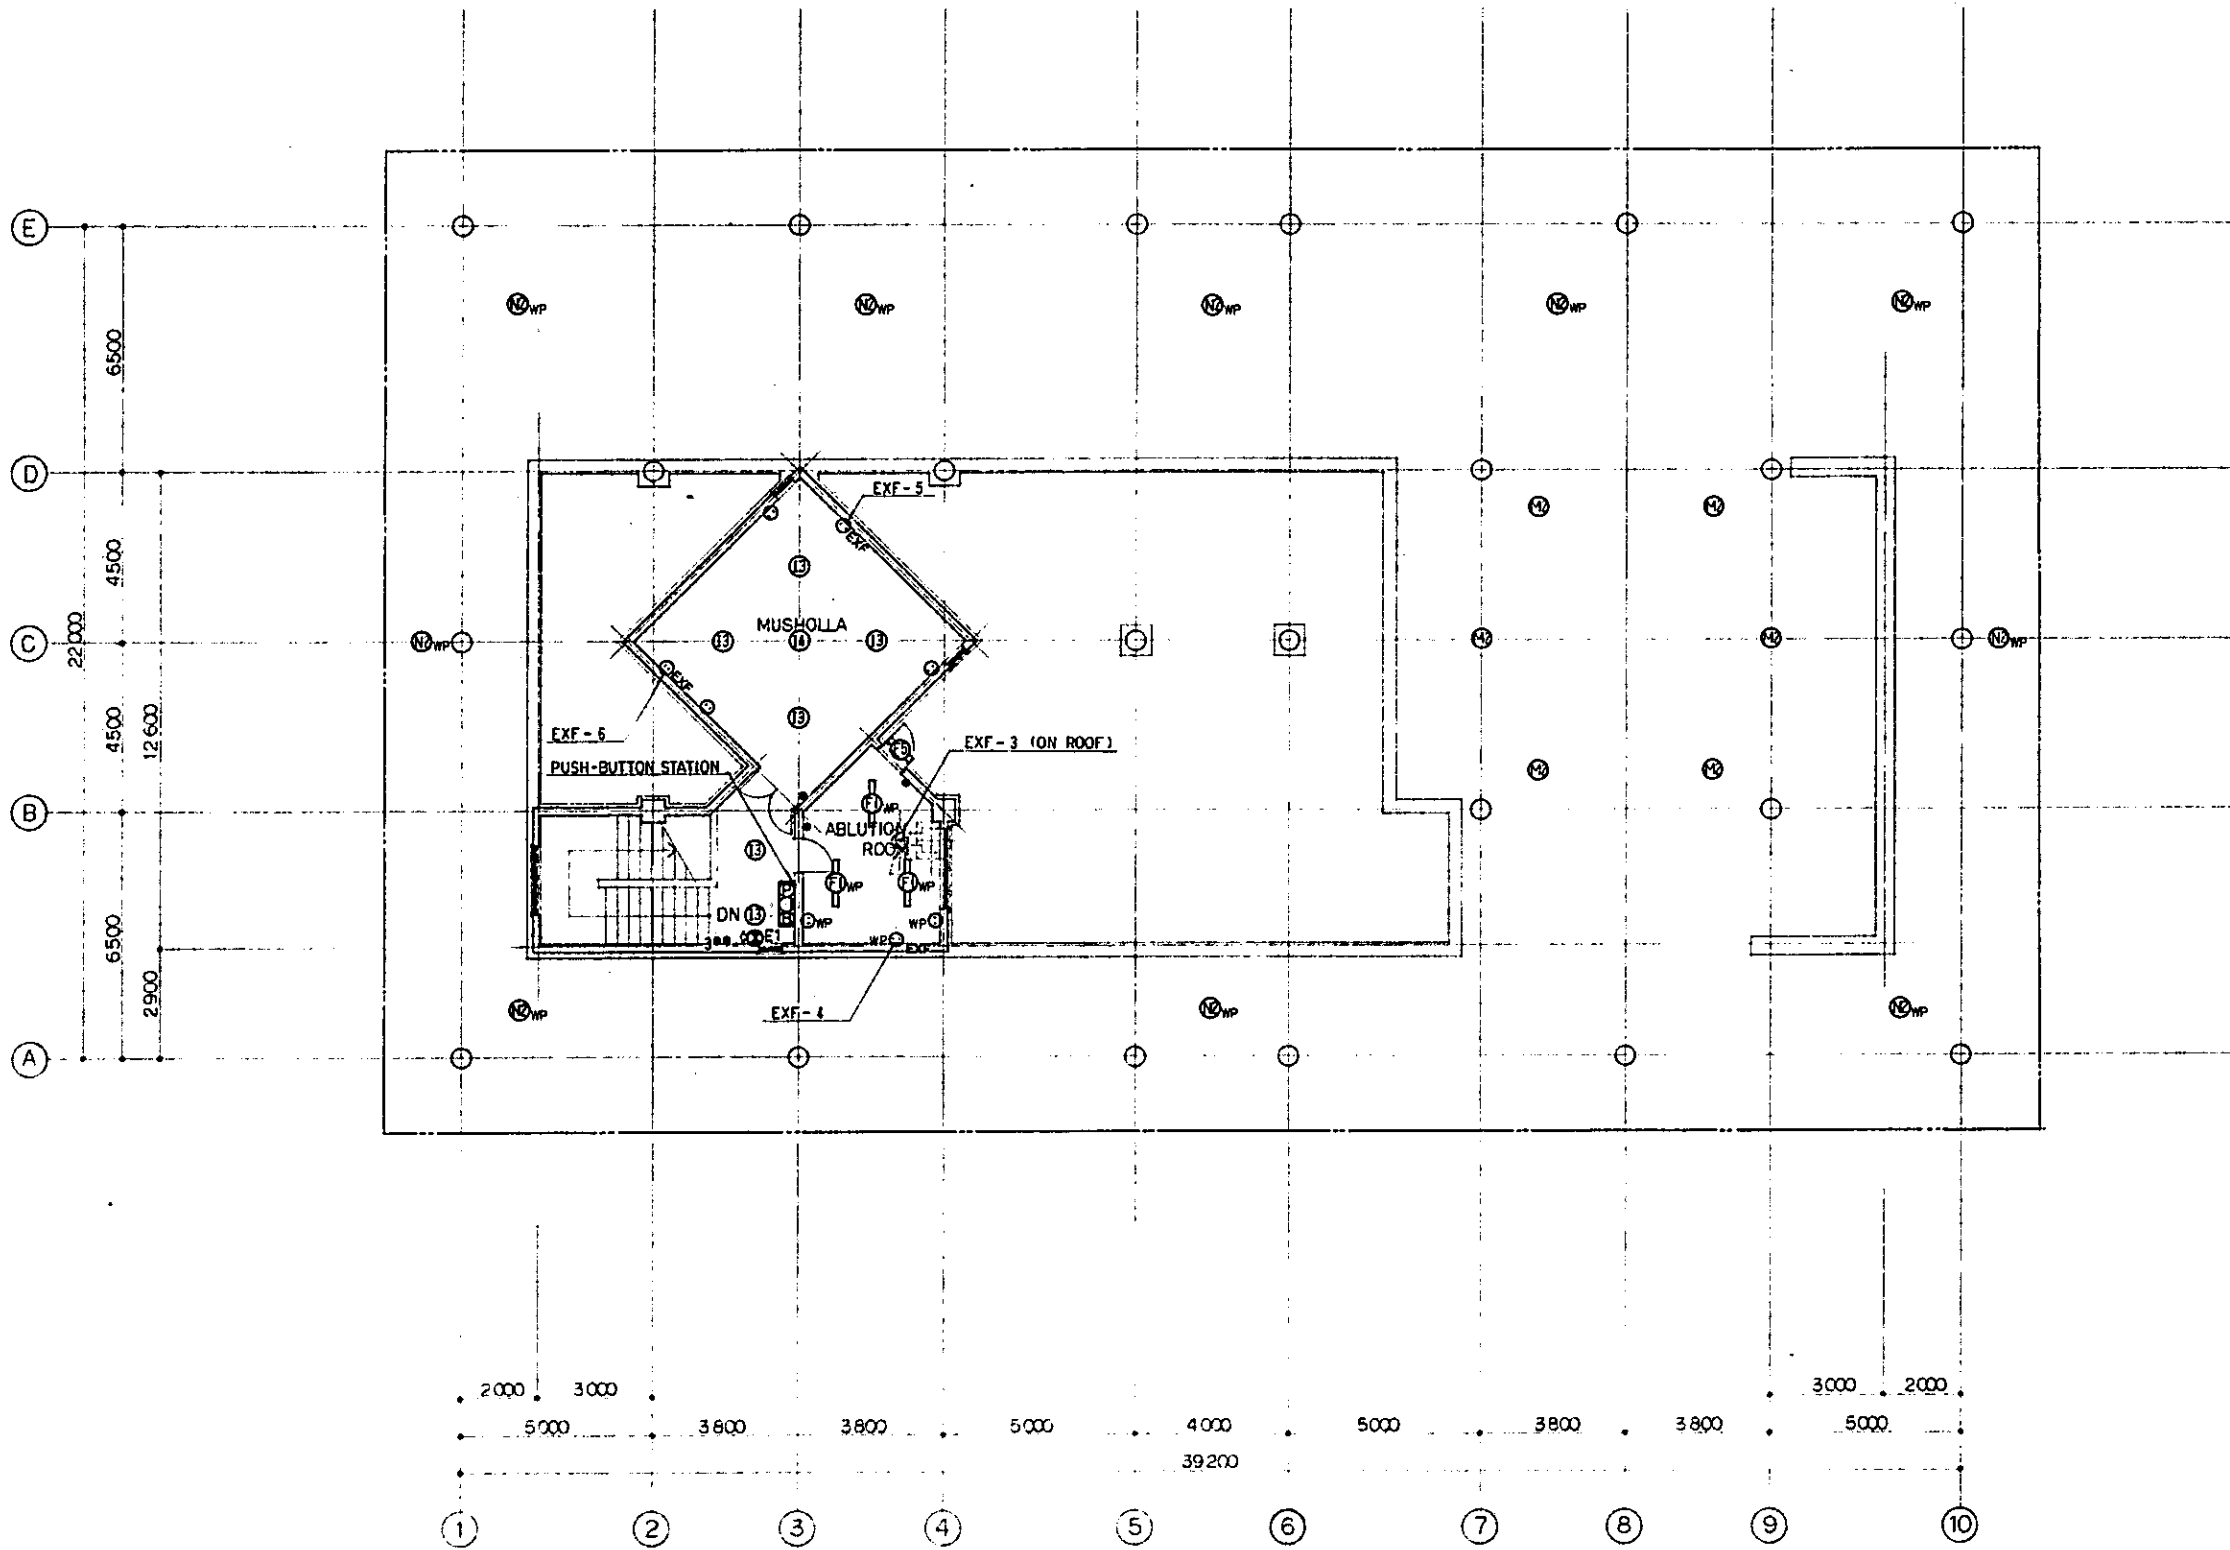 E
N2 WP
N2 WP
N2 WP
N2 WP
N2 WP
6500
D
EXF-5
EXF
M2
M2
4500
13
MUSHOLLA
C
22000
N2 WP
13
14
13
M2
M2
N2 WP
EXF
4500
12600
13
EXF-6
F5
EXF-3 (ON ROOF)
PUSH-BUTTON STATION
M2
M2
B
F1 WP
ABLUTION
ROOM
13
F1 WP
F1 WP
DN
13
WP
WP
3
E1
WP
EXF
6500
2900
N2 WP
EXF-4
N2 WP
N2 WP
A
2000
3000
3000
2000
5000
3800
3800
5000
4000
5000
3800
3800
5000
39200
1
2
3
4
5
6
7
8
9
10